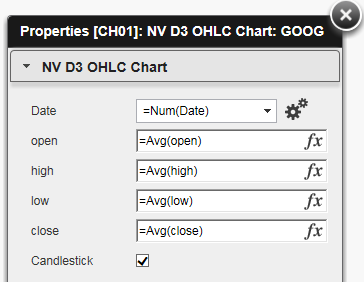 Properties [CH01]: NV D3 OHLC Chart: GOOG
NV D3 OHLC Chart
Date =Num(Date)
open =Avg(open) fx
high =Avg(high) fx
low =Avg(low) fx
close =Avg(close) fx
Candlestick